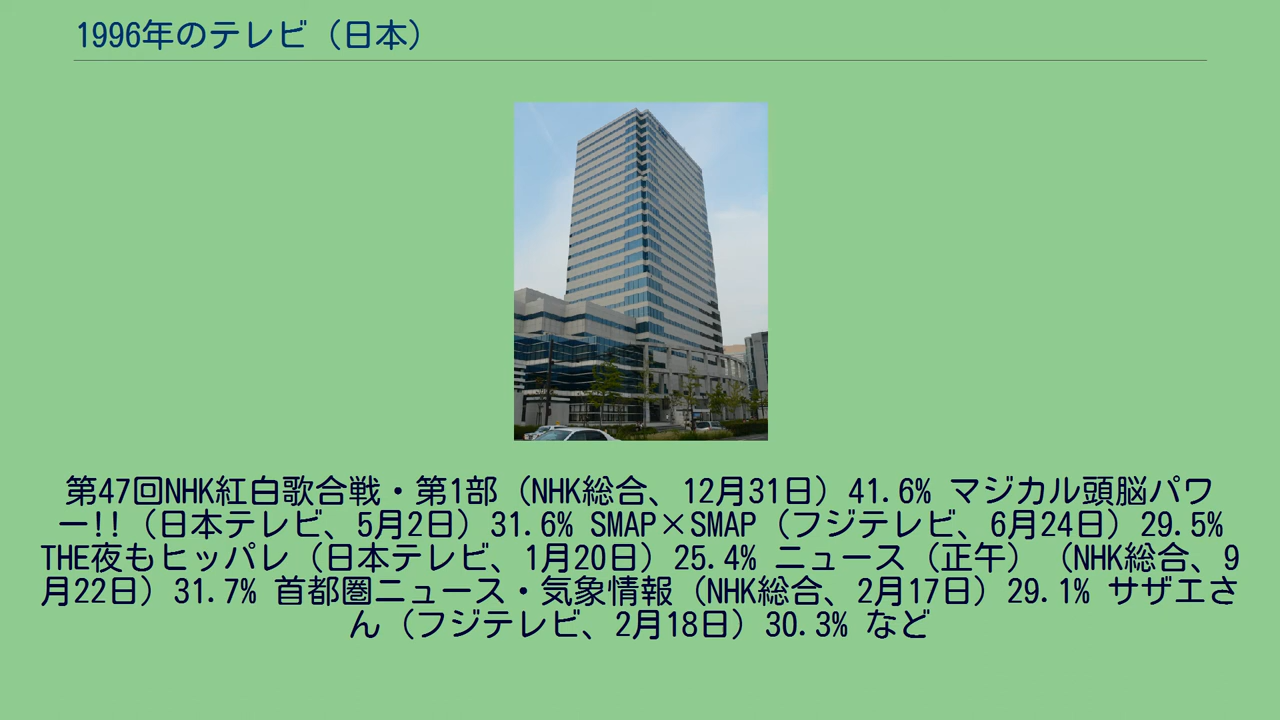 1996年のテレビ（日本）
第47回NHK紅白歌合戦・第1部（NHK総合、12月31日）41.6% マジカル頭脳パワ
ー!!（日本テレビ、5月2日）31.6% SMAP×SMAP（フジテレビ、6月24日）29.5%
THE夜もヒッパレ（日本テレビ、1月20日）25.4% ニュース（正午）（NHK総合、9
月22日）31.7% 首都圏ニュース・気象情報（NHK総合、2月17日）29.1% サザエさ
ん（フジテレビ、2月18日）30.3% など